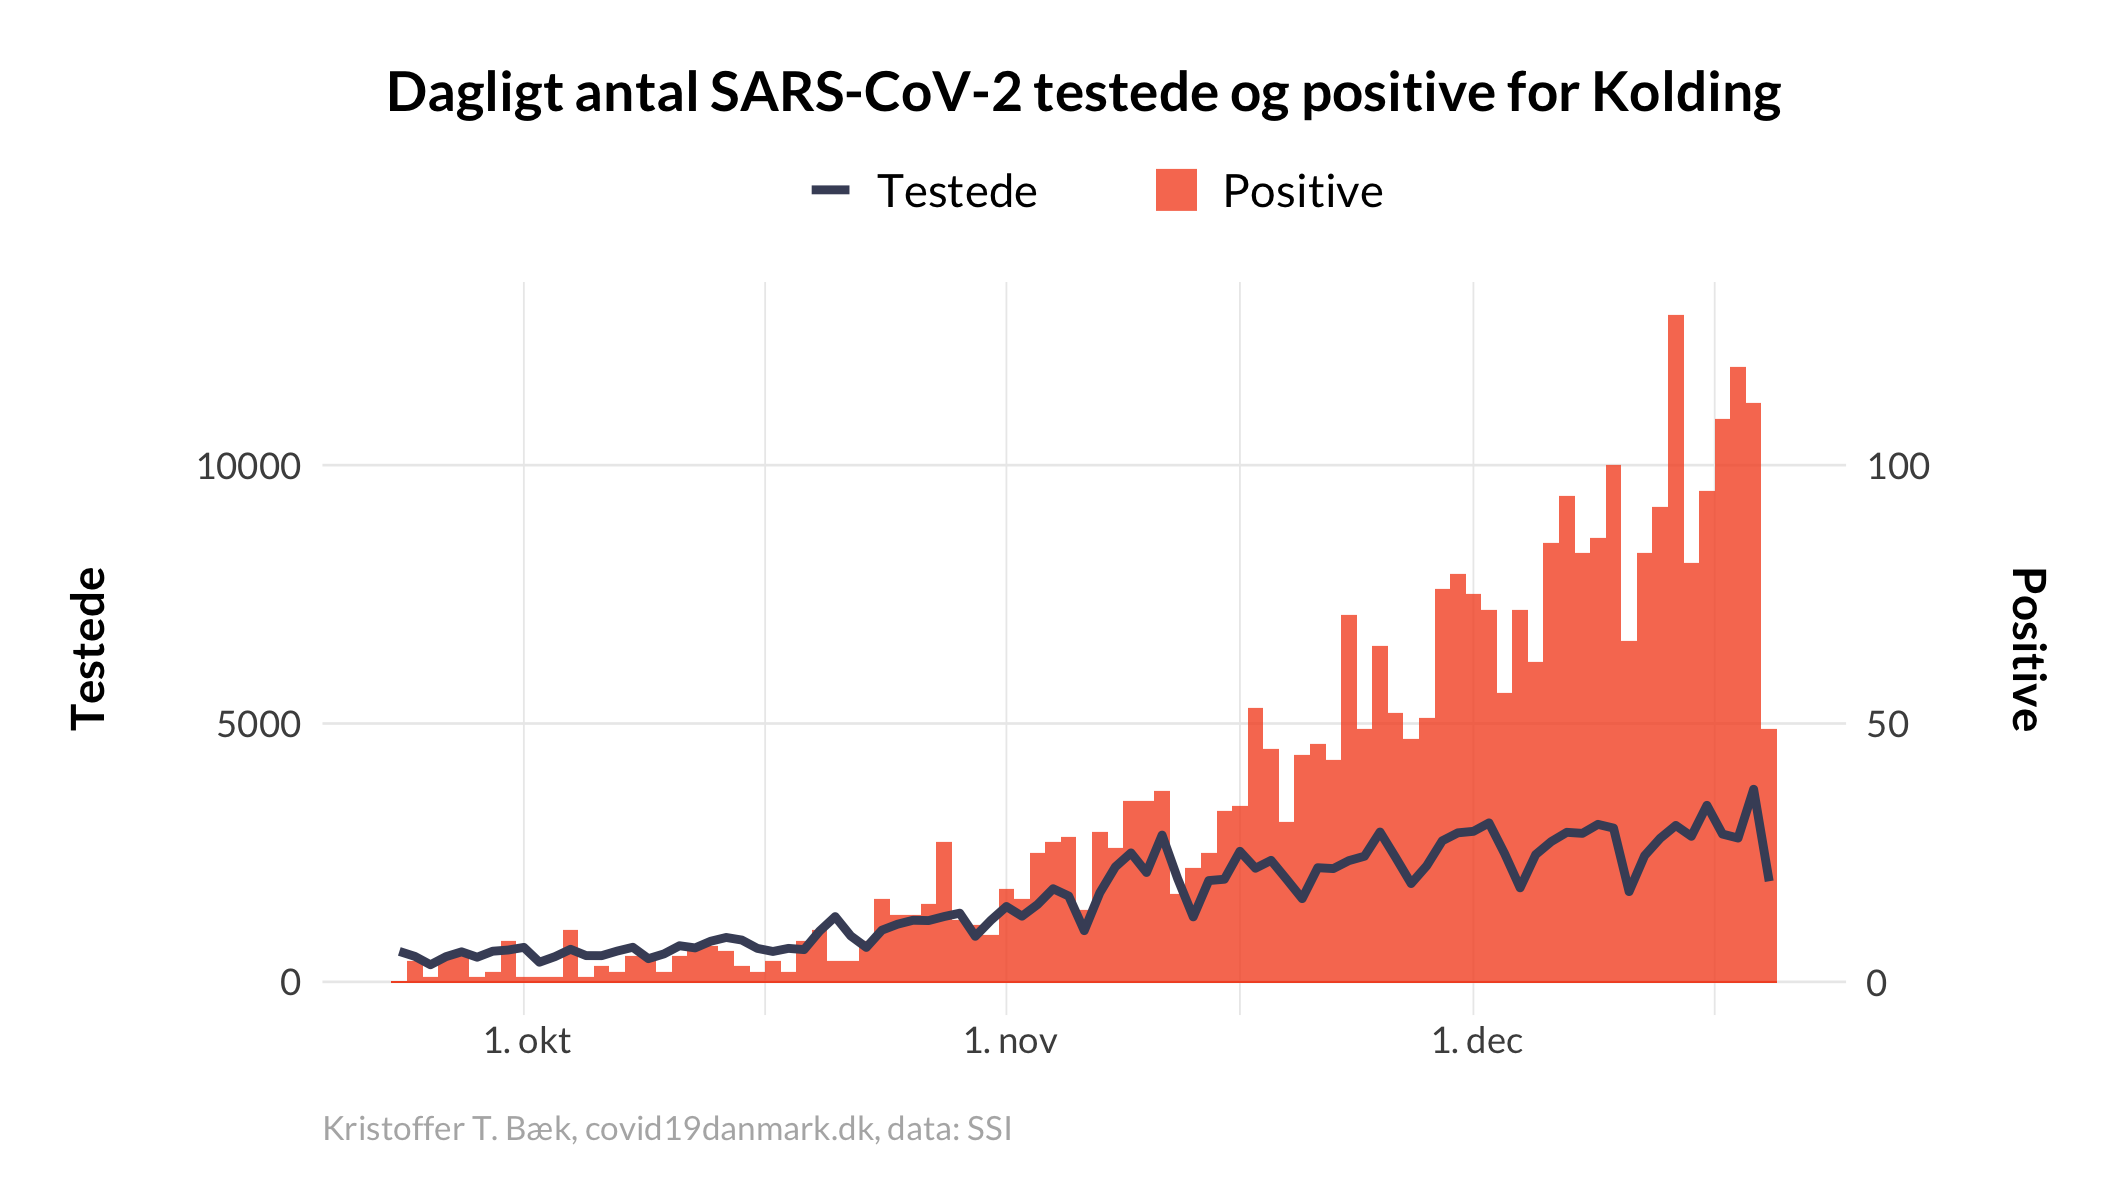 Dagligt antal SARS-CoV-2 testede og positive for Kolding
Testede
Positive
10000
5000
0
Testede
100
50
0
Positive
1. okt
1. nov
1. dec
Kristoffer T. Bæk, covid19danmark.dk, data: SSI